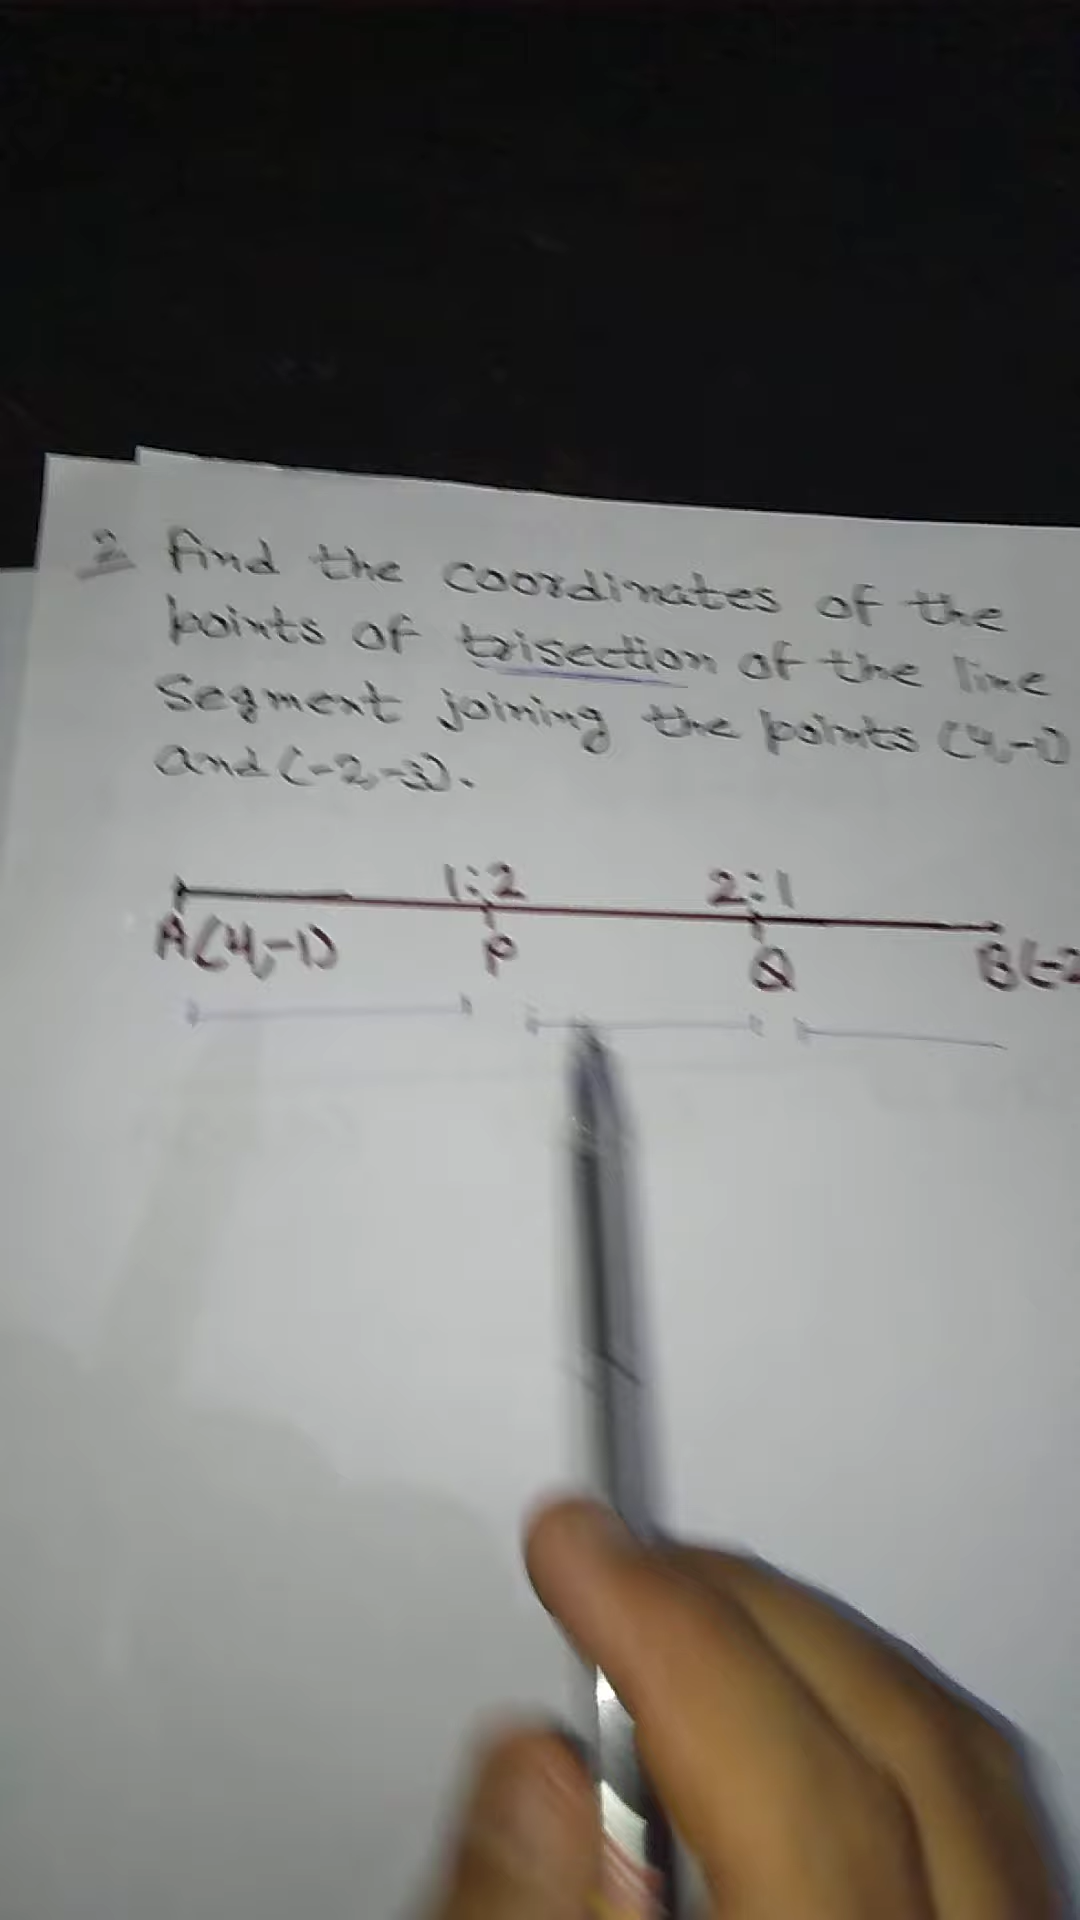 2 find the coordinates of the
points of trisection of the line
segment joining the points (4,-1)
and (-2,-3).
1:2 2:1
A(4,-1) P Q B(-2